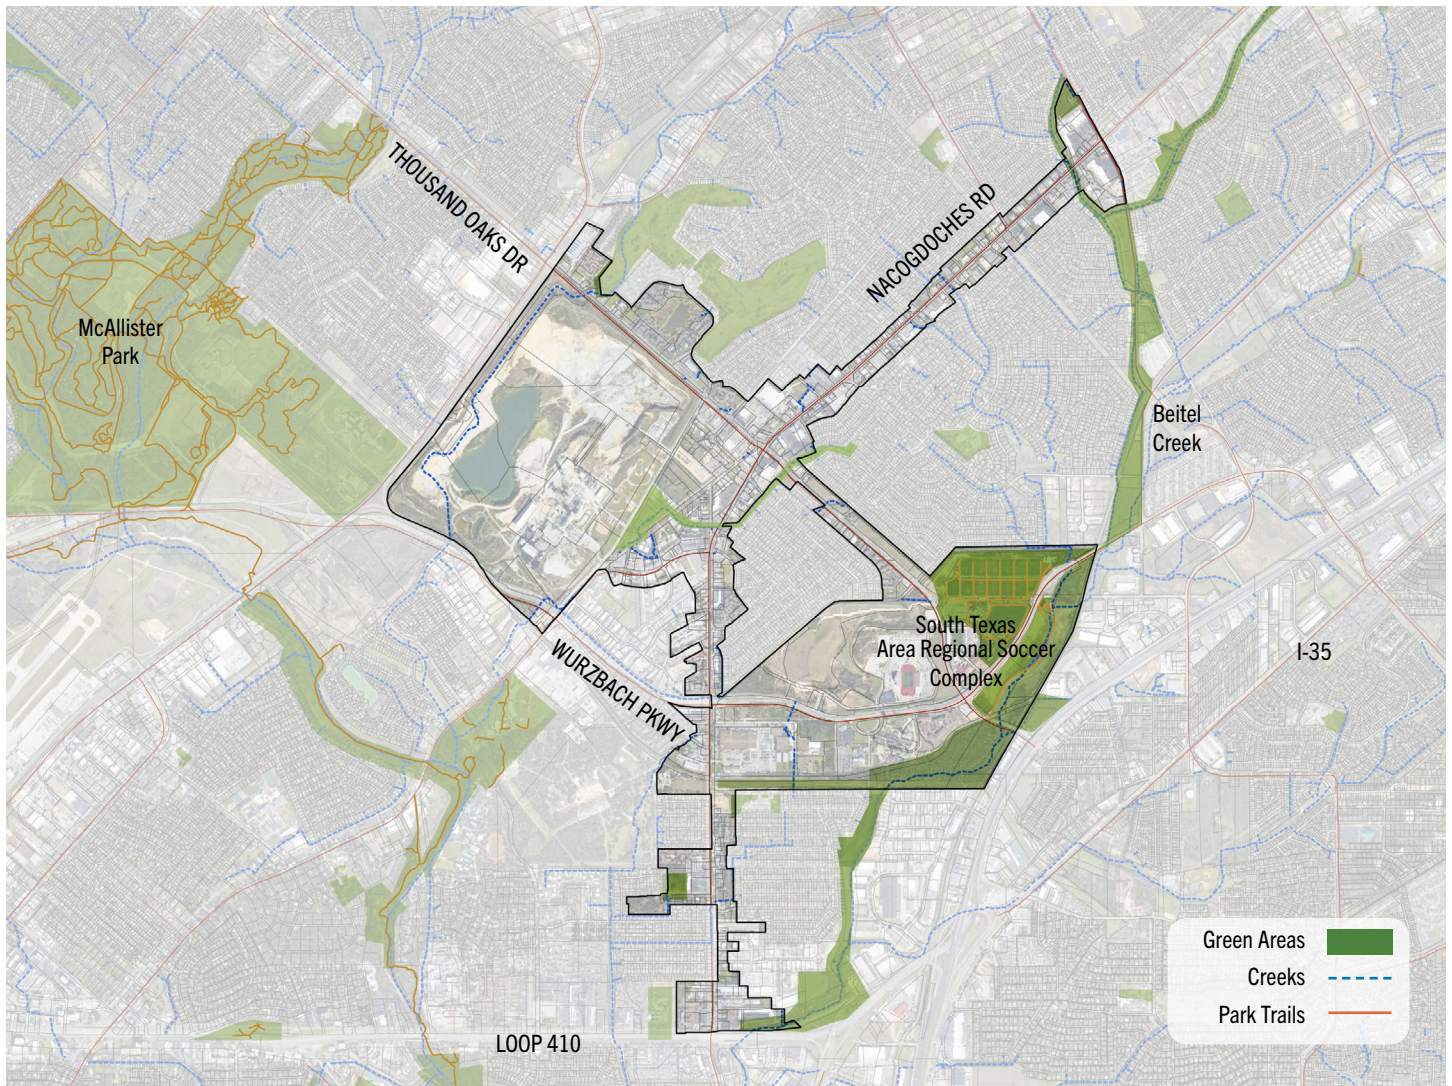 THOUSAND OAKS DR
NACOGDOCHES RD
McAllister
Park
Beitel
Creek
South Texas
Area Regional Soccer
Complex
I-35
WURZBACH PKWY
Green Areas
Creeks
Park Trails
LOOP 410